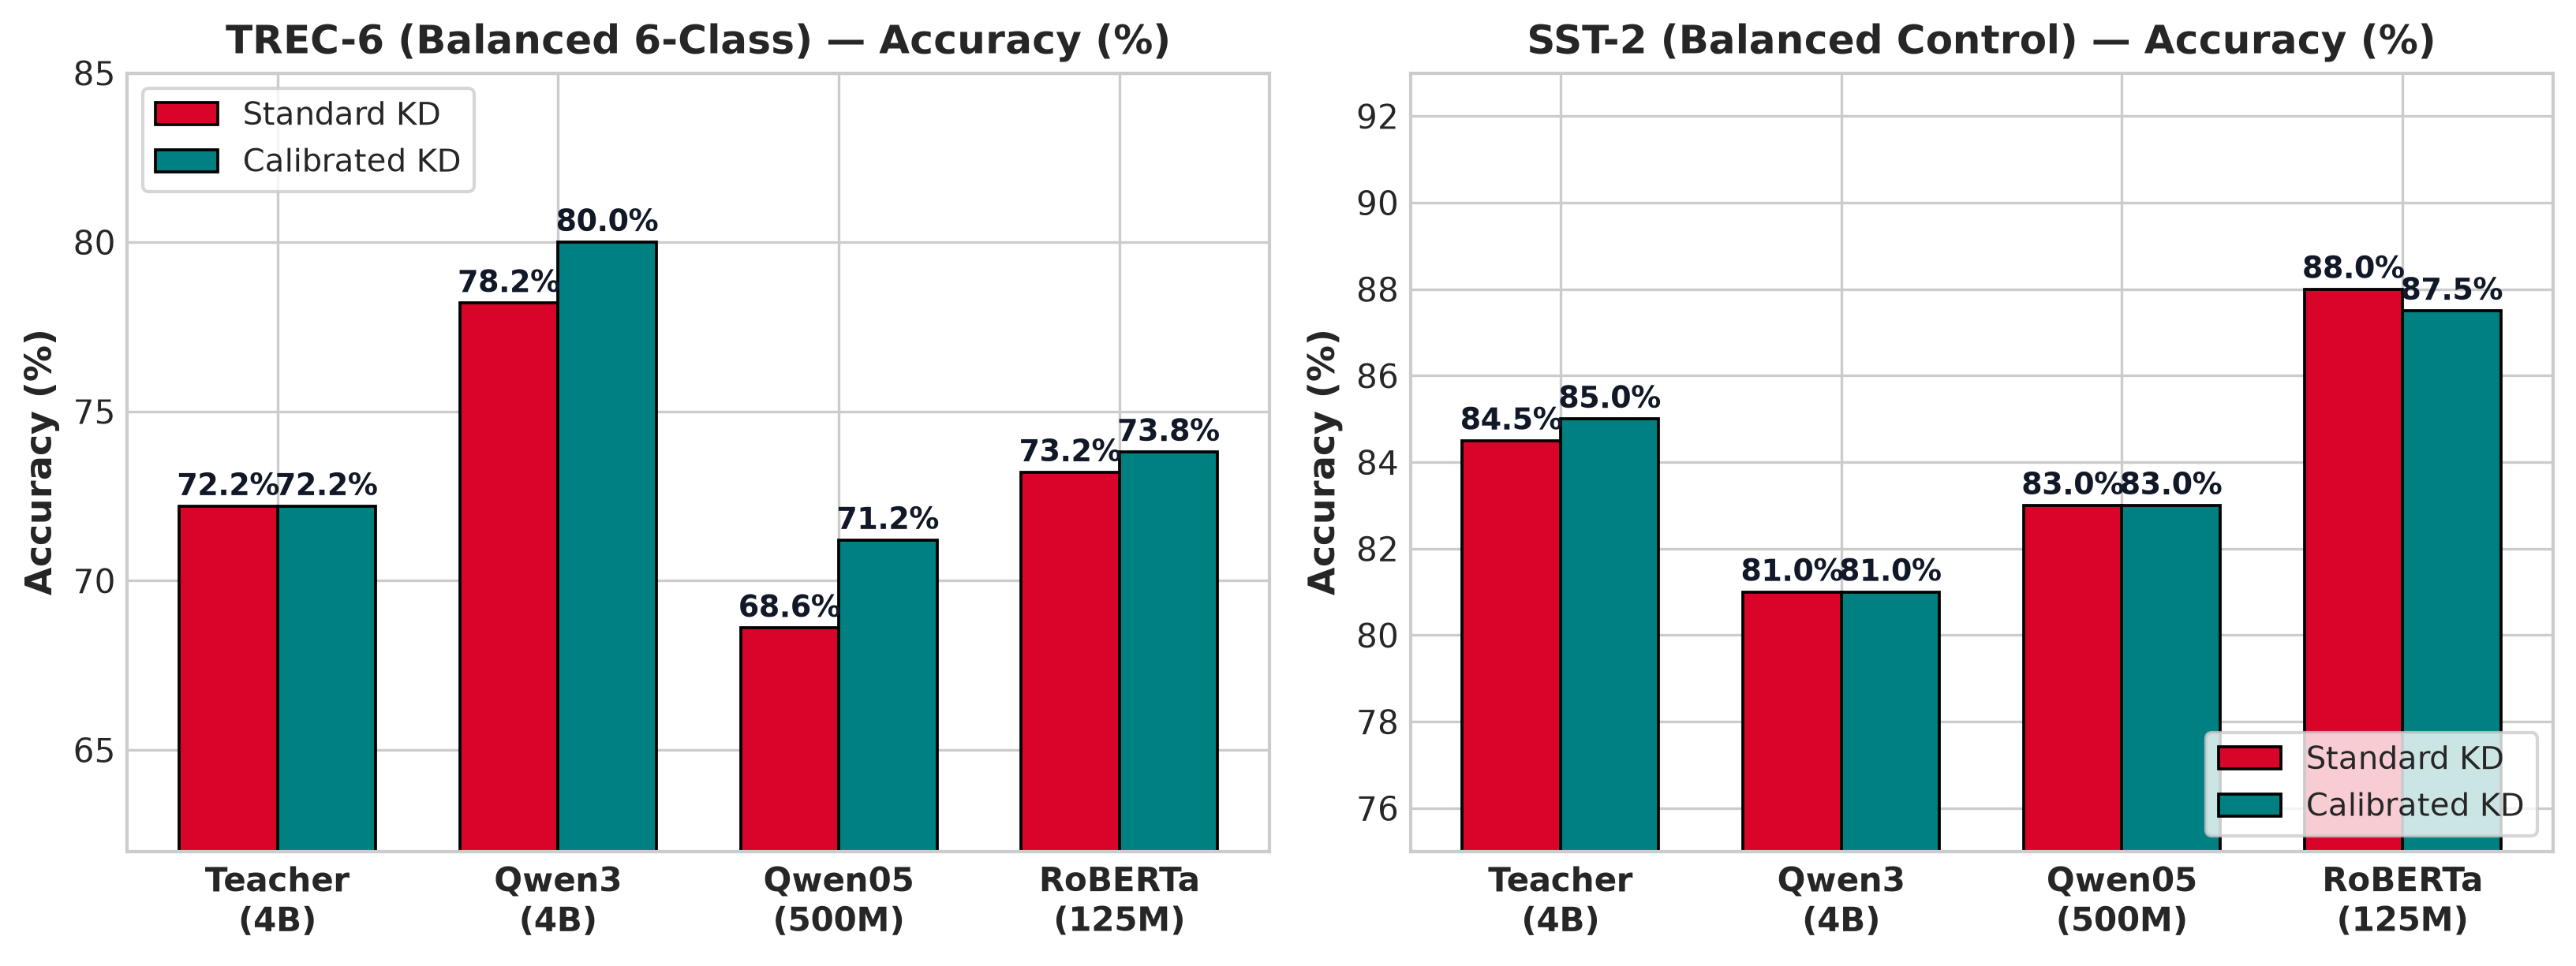 TREC-6 (Balanced 6-Class) — Accuracy (%)
Accuracy (%)
85
80
75
70
65
Standard KD
Calibrated KD
72.2%
72.2%
78.2%
80.0%
68.6%
71.2%
73.2%
73.8%
Teacher
(4B)
Qwen3
(4B)
Qwen05
(500M)
RoBERTa
(125M)
SST-2 (Balanced Control) — Accuracy (%)
Accuracy (%)
92
90
88
86
84
82
80
78
76
84.5%
85.0%
81.0%
81.0%
83.0%
83.0%
88.0%
87.5%
Standard KD
Calibrated KD
Teacher
(4B)
Qwen3
(4B)
Qwen05
(500M)
RoBERTa
(125M)